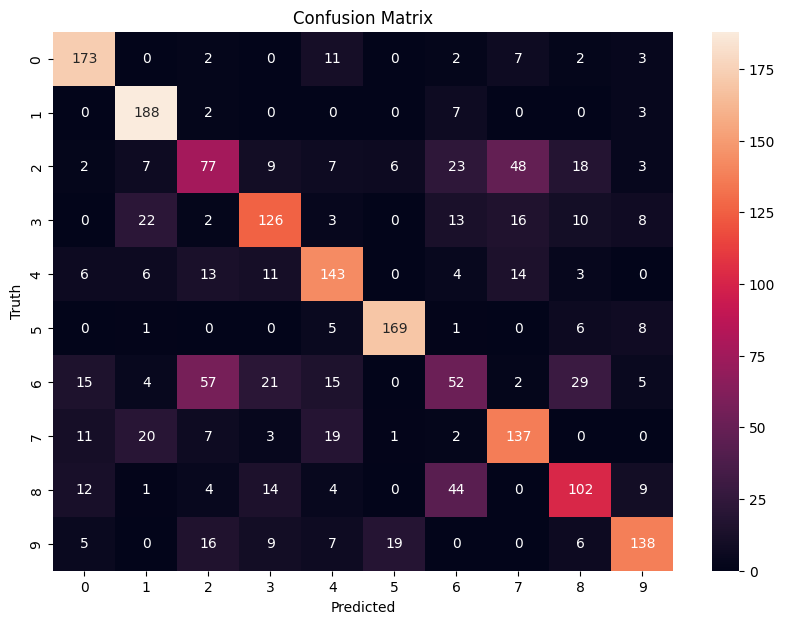 Confusion Matrix
Truth
0 173 0 2 0 11 0 2 7 2 3
1 0 188 2 0 0 0 7 0 0 3
2 2 7 77 9 7 6 23 48 18 3
3 0 22 2 126 3 0 13 16 10 8
4 6 6 13 11 143 0 4 14 3 0
5 0 1 0 0 5 169 1 0 6 8
6 15 4 57 21 15 0 52 2 29 5
7 11 20 7 3 19 1 2 137 0 0
8 12 1 4 14 4 0 44 0 102 9
9 5 0 16 9 7 19 0 0 6 138
0 1 2 3 4 5 6 7 8 9
Predicted
175
150
125
100
75
50
25
0